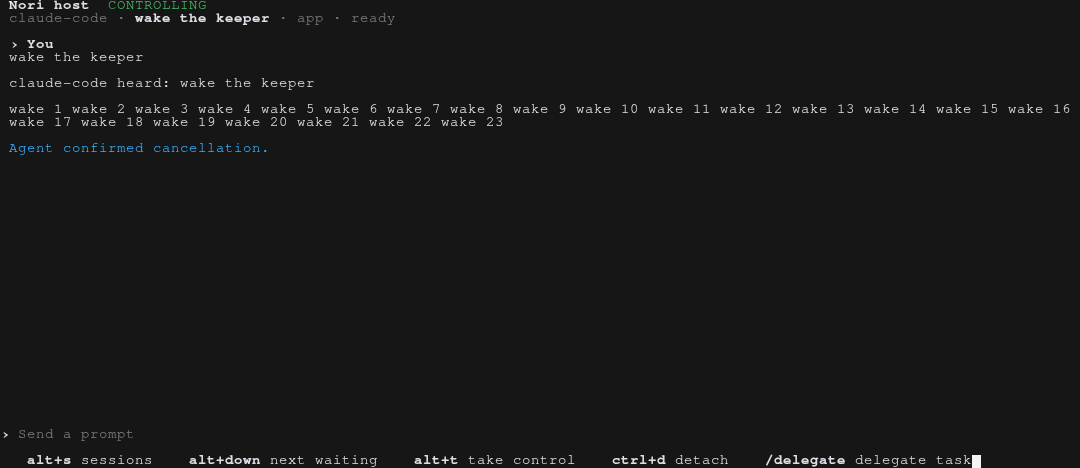 Nori host CONTROLLING
claude-code · wake the keeper · app · ready
› You
wake the keeper
claude-code heard: wake the keeper
wake 1 wake 2 wake 3 wake 4 wake 5 wake 6 wake 7 wake 8 wake 9 wake 10 wake 11 wake 12 wake 13 wake 14 wake 15 wake 16
wake 17 wake 18 wake 19 wake 20 wake 21 wake 22 wake 23
Agent confirmed cancellation.
› Send a prompt
alt+s sessions alt+down next waiting alt+t take control ctrl+d detach /delegate delegate task